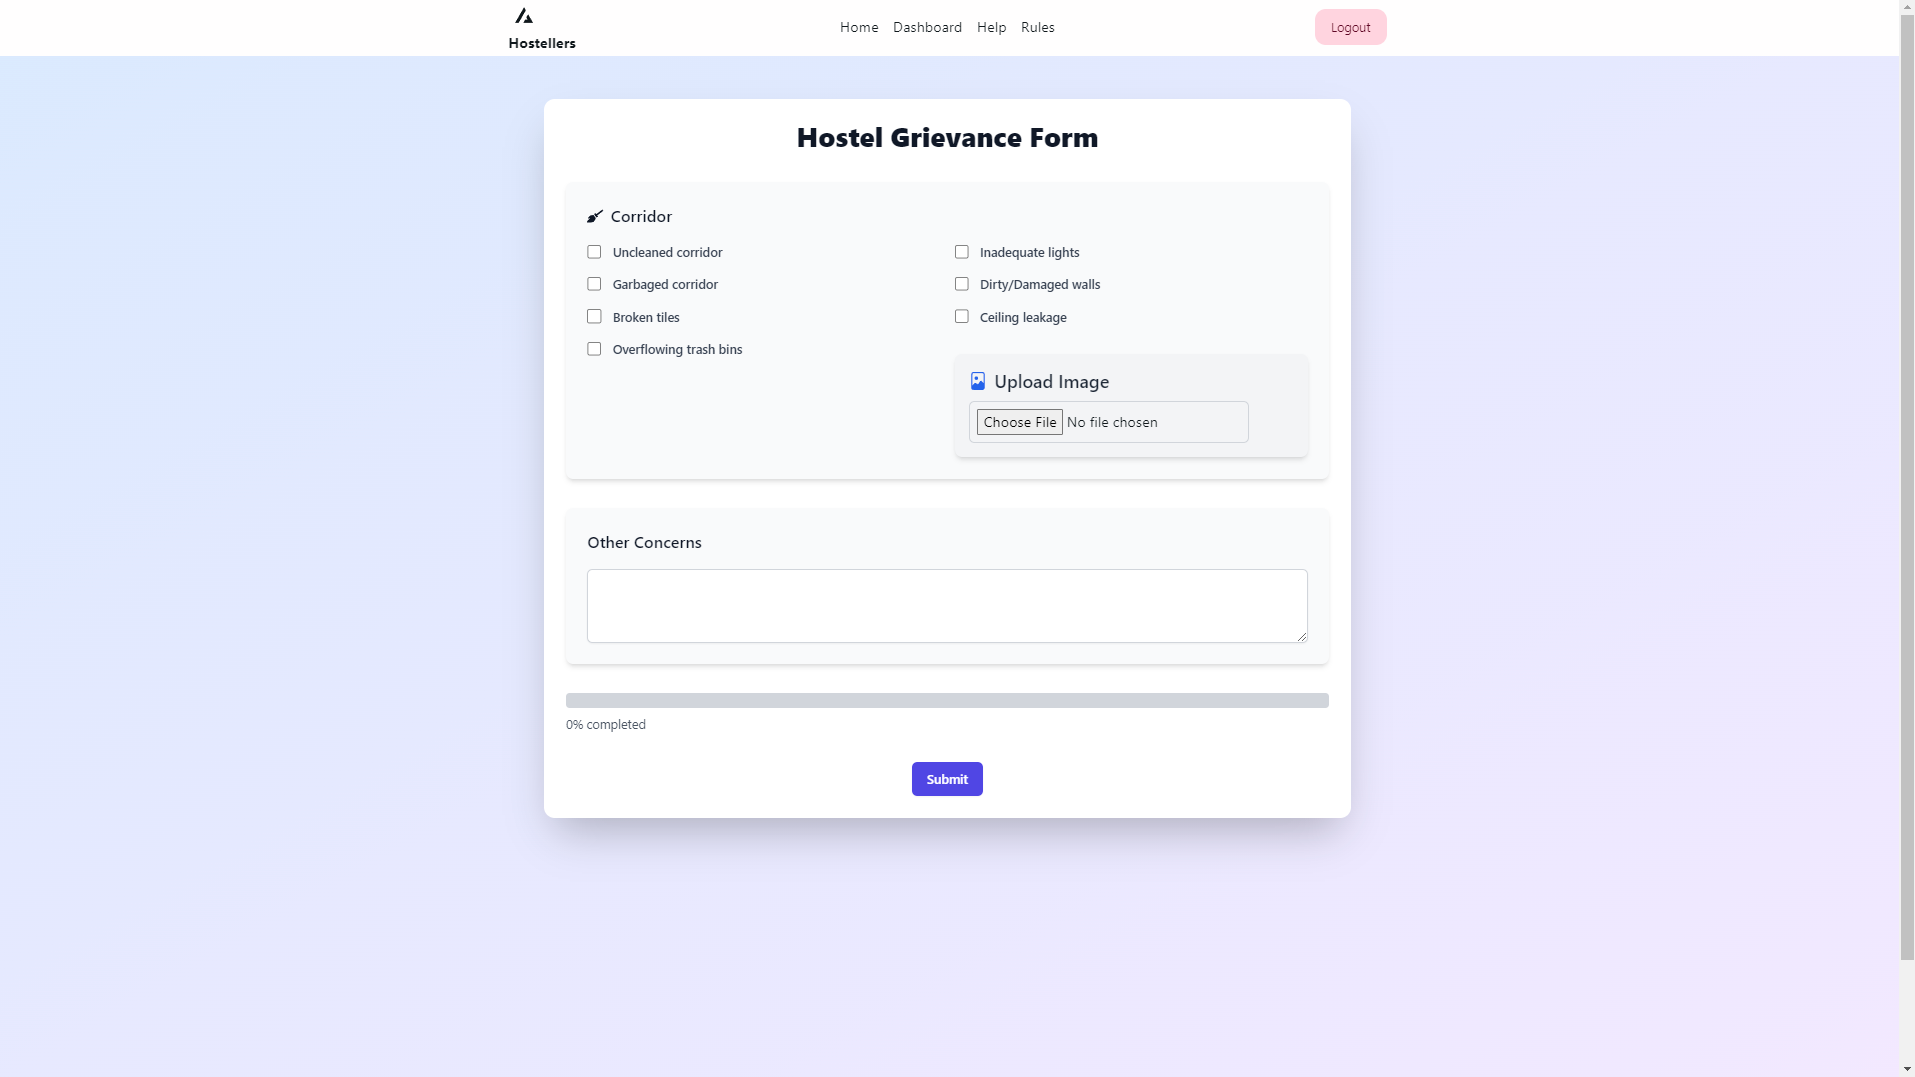 Hostellers
Home Dashboard Help Rules
Logout
Hostel Grievance Form
Corridor
Uncleaned corridor
Garbaged corridor
Broken tiles
Overflowing trash bins
Inadequate lights
Dirty/Damaged walls
Ceiling leakage
Upload Image
Choose File No file chosen
Other Concerns
0% completed
Submit